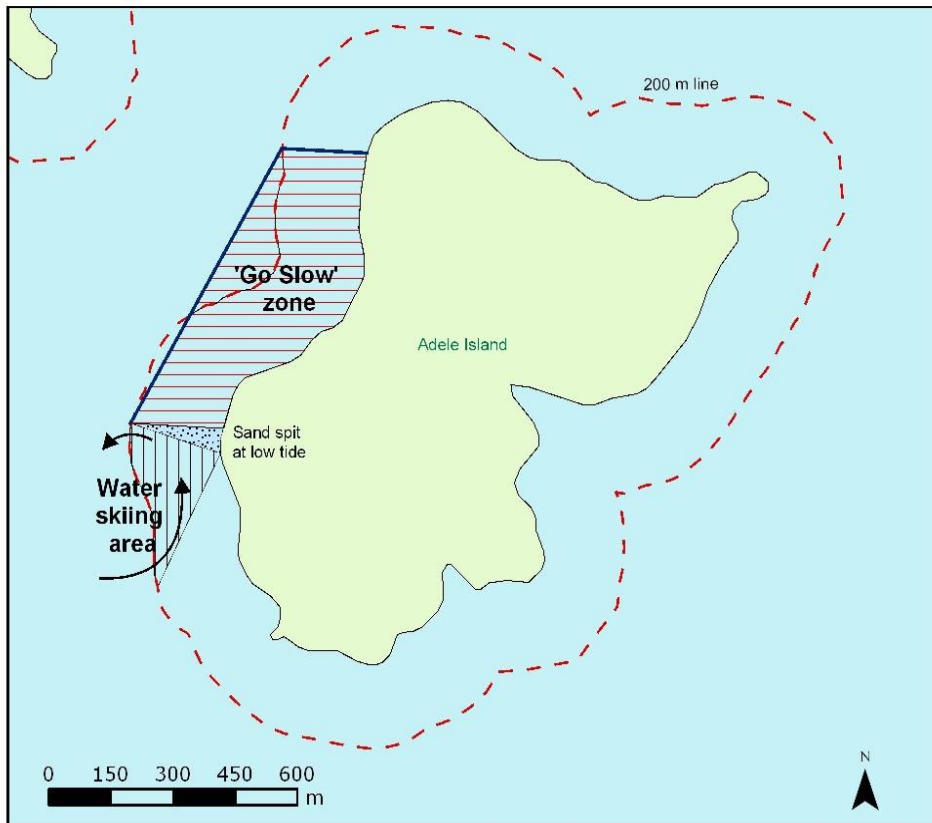 200 m line
'Go Slow'
zone
Adele Island
Sand spit
at low tide
Water
skiing
area
N
0 150 300 450 600
m